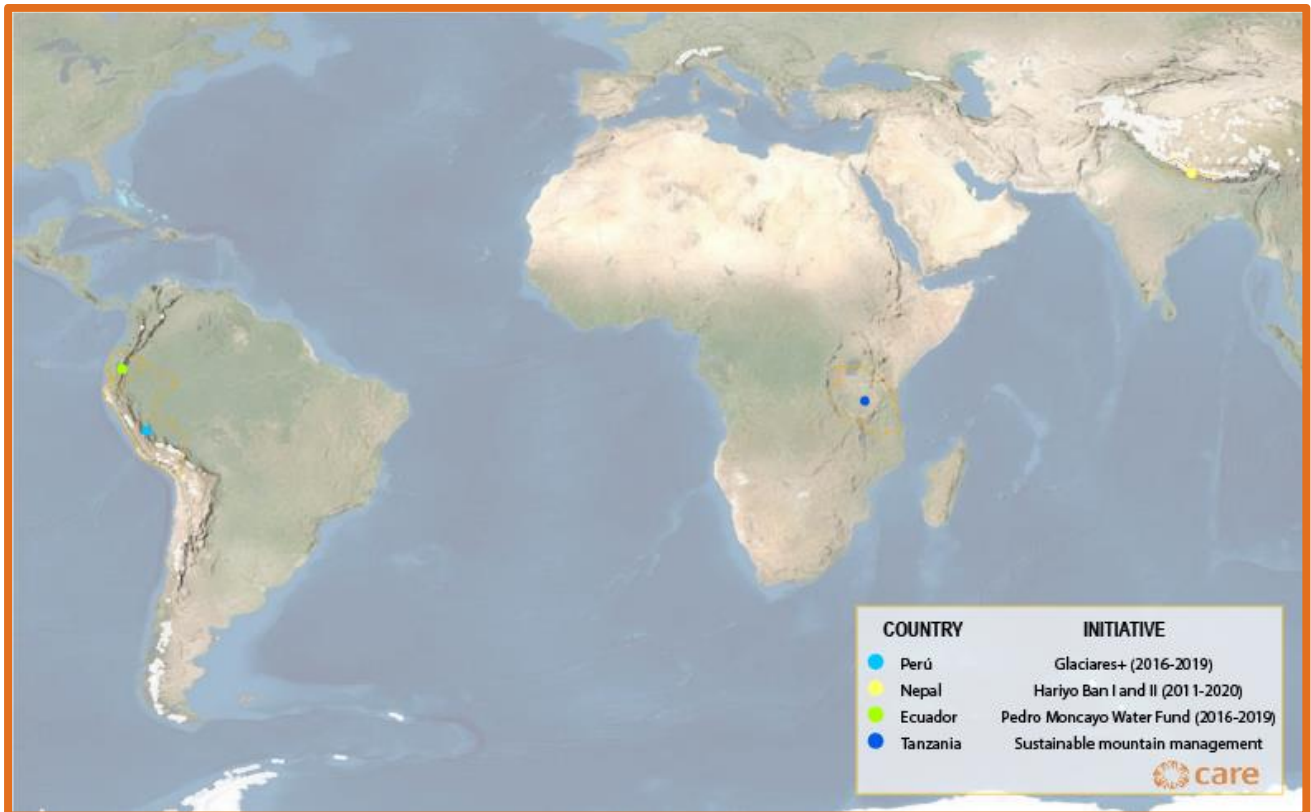 COUNTRY INITIATIVE
Perú Glaciares+ (2016-2019)
Nepal Hariyo Ban I and II (2011-2020)
Ecuador Pedro Moncayo Water Fund (2016-2019)
Tanzania Sustainable mountain management
care